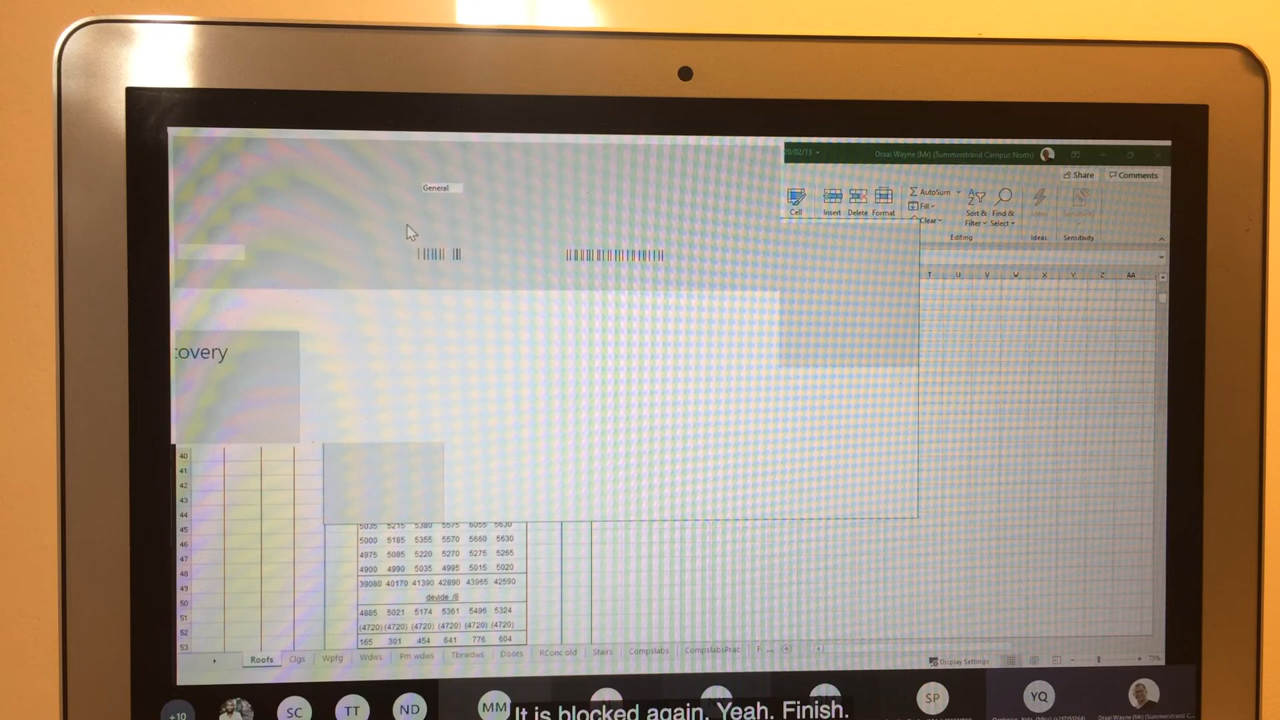 20/02/13
Draai Wayne (Mr) (Summerstrand Campus North)
Share
Comments
General
AutoSum
Fill
Clear
Cell
Insert
Delete
Format
Sort &
Filter
Find &
Select
Ideas
Editing
Ideas
Sensitivity
T U V W X Y Z AA
covery
40
41
42
43
44
45
46
47
48
49
50
51
52
53
5035 5215 5380 5575 6055 5630
5000 5185 5355 5570 5660 5630
4975 5085 5220 5270 5275 5265
4900 4990 5035 4995 5015 5020
39080 40170 41390 42890 43965 42590
devide /8
4885 5021 5174 5361 5496 5324
(4720) (4720) (4720) (4720) (4720) (4720)
165 301 454 641 776 604
Roofs Clgs Wpfg Wdws Pm wdws Tbrwdws Doors RConc old Stairs Compslabs CompslabsPrac F ...
Display Settings
75%
+10 SC TT ND MM SP YQ
It is blocked again. Yeah. Finish.